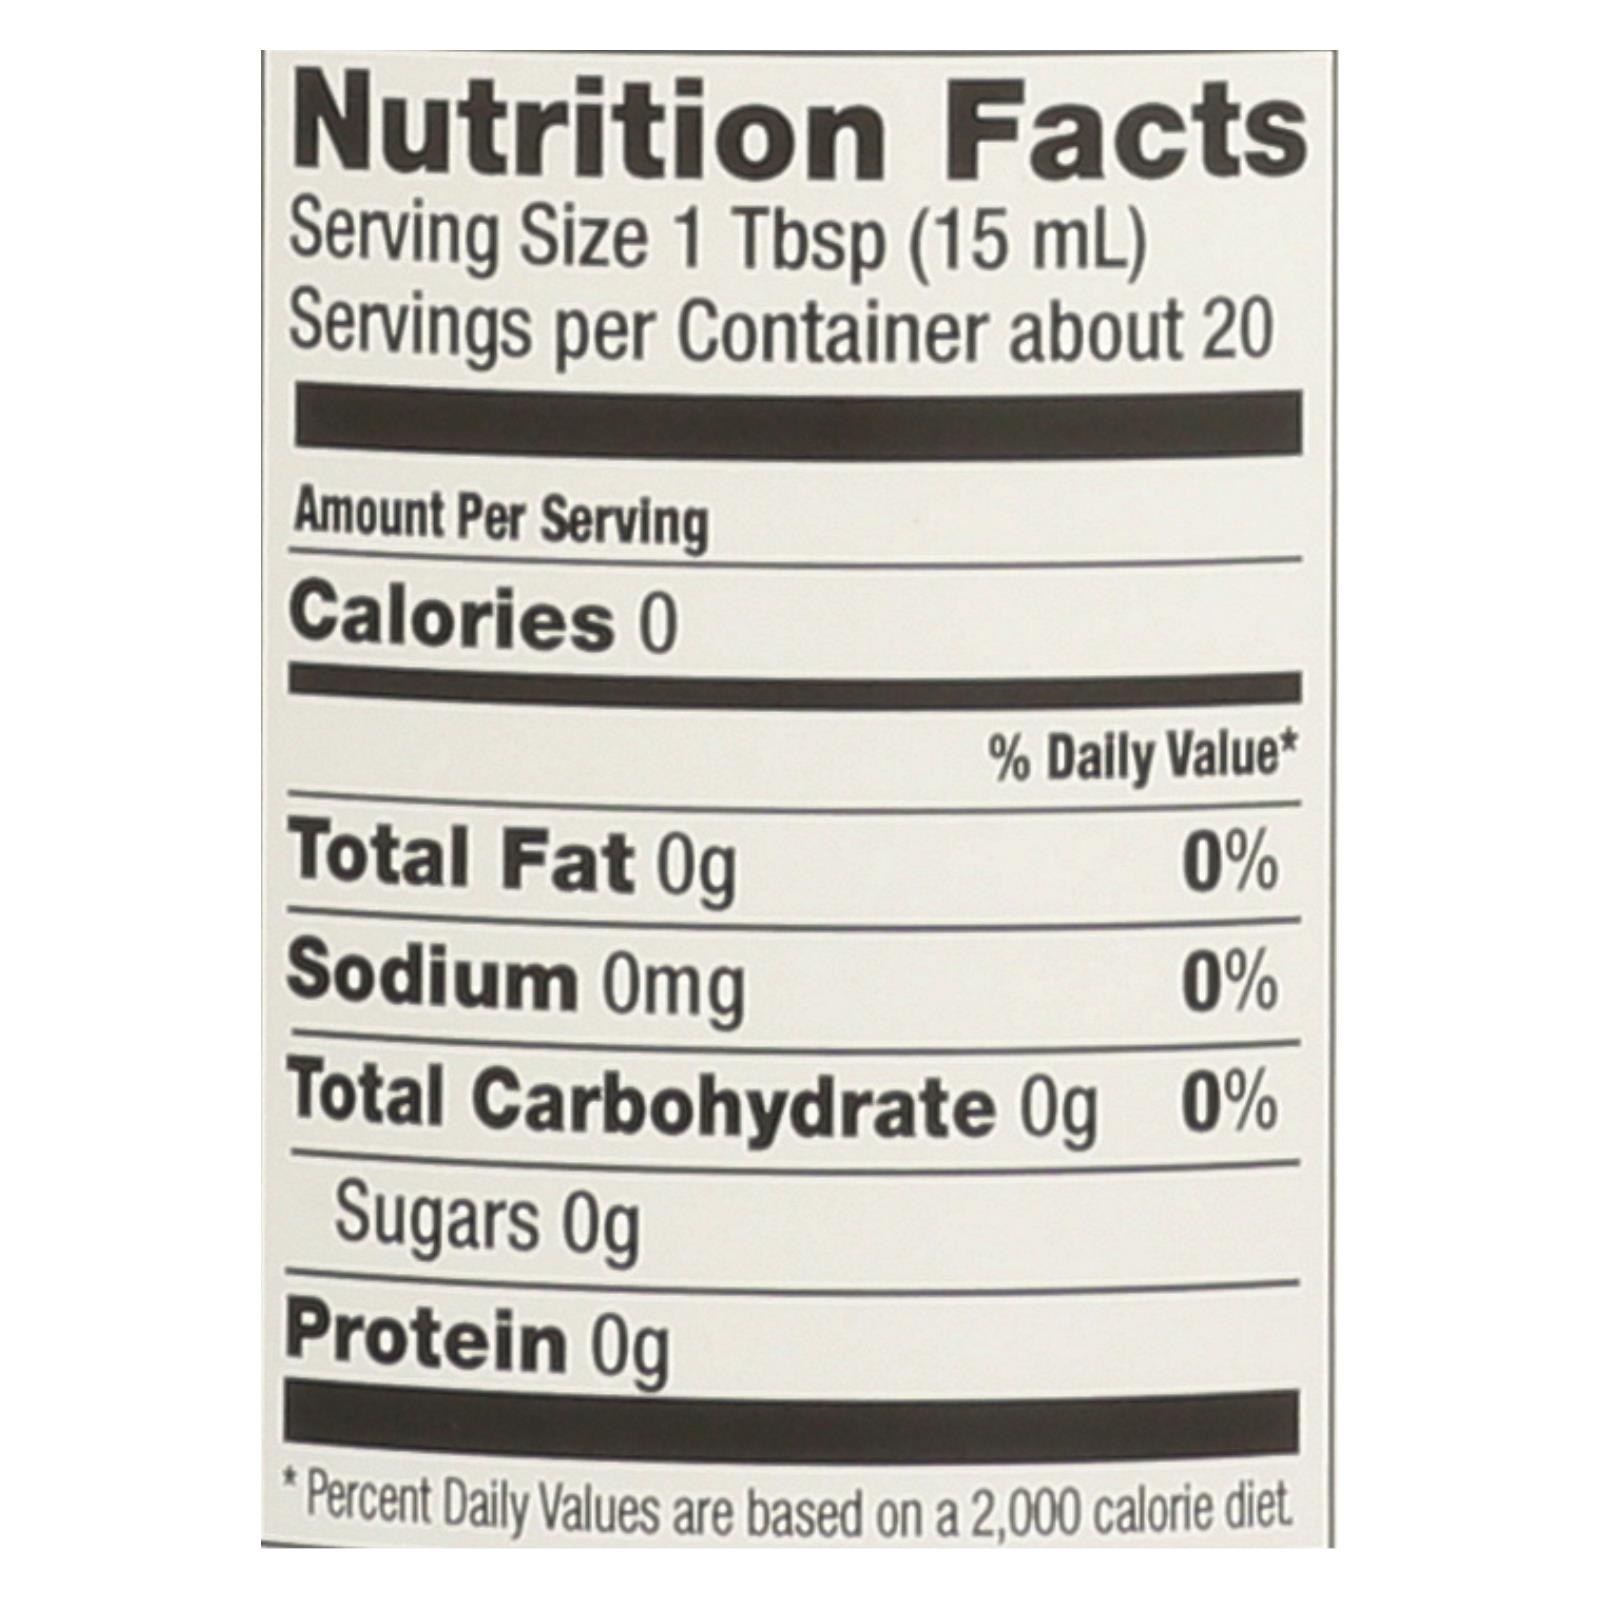 Nutrition Facts
Serving Size 1 Tbsp (15 mL)
Servings per Container about 20
Amount Per Serving
Calories 0
% Daily Value*
Total Fat 0g 0%
Sodium 0mg 0%
Total Carbohydrate 0g 0%
Sugars 0g
Protein 0g
* Percent Daily Values are based on a 2,000 calorie diet.